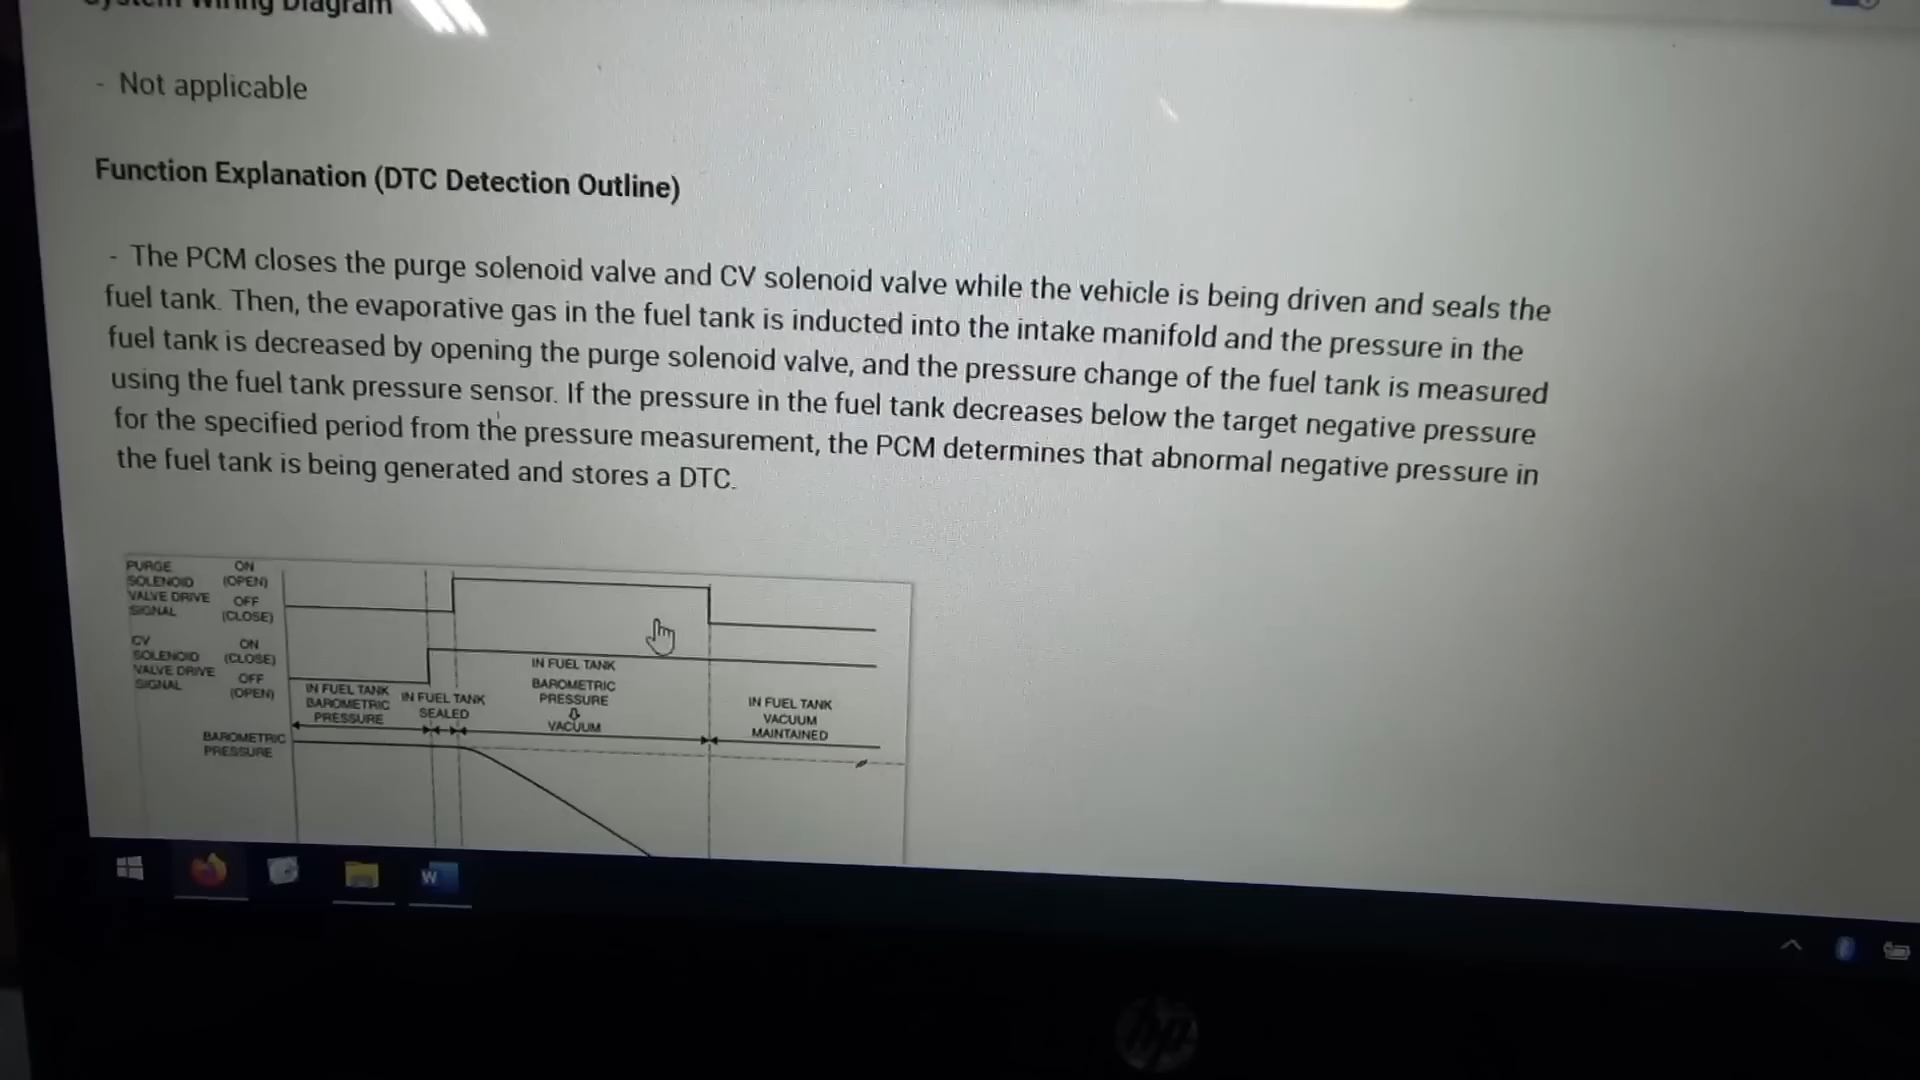 System Wiring Diagram
- Not applicable
Function Explanation (DTC Detection Outline)
- The PCM closes the purge solenoid valve and CV solenoid valve while the vehicle is being driven and seals the
fuel tank. Then, the evaporative gas in the fuel tank is inducted into the intake manifold and the pressure in the
fuel tank is decreased by opening the purge solenoid valve, and the pressure change of the fuel tank is measured
using the fuel tank pressure sensor. If the pressure in the fuel tank decreases below the target negative pressure
for the specified period from the pressure measurement, the PCM determines that abnormal negative pressure in
the fuel tank is being generated and stores a DTC.
PURGE
SOLENOID
VALVE DRIVE
SIGNAL
ON
(OPEN)
OFF
(CLOSE)
CV
SOLENOID
VALVE DRIVE
SIGNAL
ON
(CLOSE)
OFF
(OPEN)
IN FUEL TANK
BAROMETRIC
PRESSURE
IN FUEL TANK
SEALED
IN FUEL TANK
BAROMETRIC
PRESSURE
VACUUM
IN FUEL TANK
VACUUM
MAINTAINED
BAROMETRIC
PRESSURE
W
hp